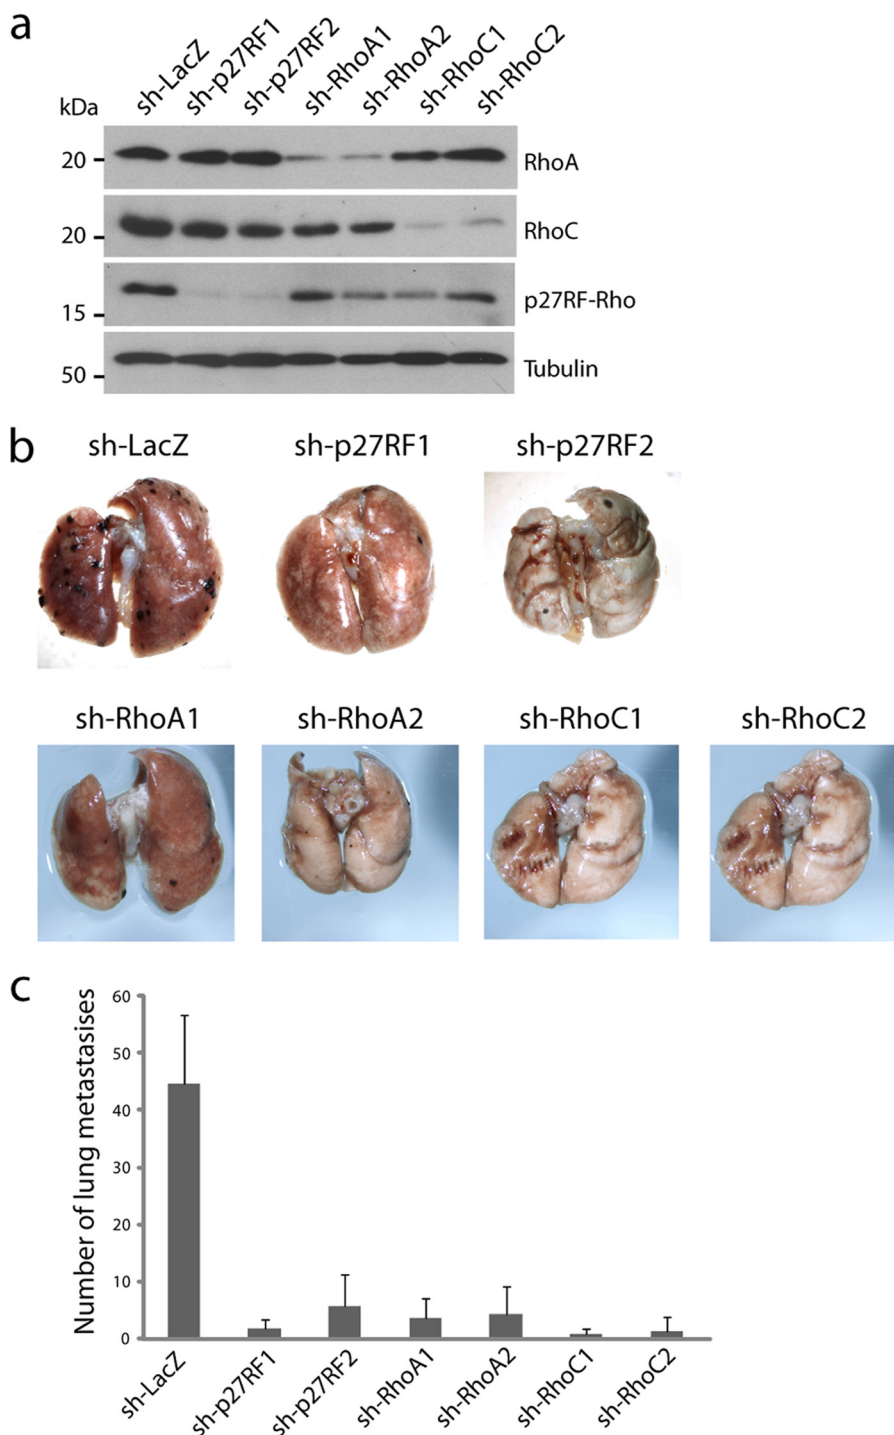 a
sh-LacZ sh-p27RF1 sh-p27RF2 sh-RhoA1 sh-RhoA2 sh-RhoC1 sh-RhoC2
kDa
20 RhoA
20 RhoC
15 p27RF-Rho
50 Tubulin
b
sh-LacZ sh-p27RF1 sh-p27RF2
sh-RhoA1 sh-RhoA2 sh-RhoC1 sh-RhoC2
c
Number of lung metastasises
60
50
40
30
20
10
0
sh-LacZ sh-p27RF1 sh-p27RF2 sh-RhoA1 sh-RhoA2 sh-RhoC1 sh-RhoC2